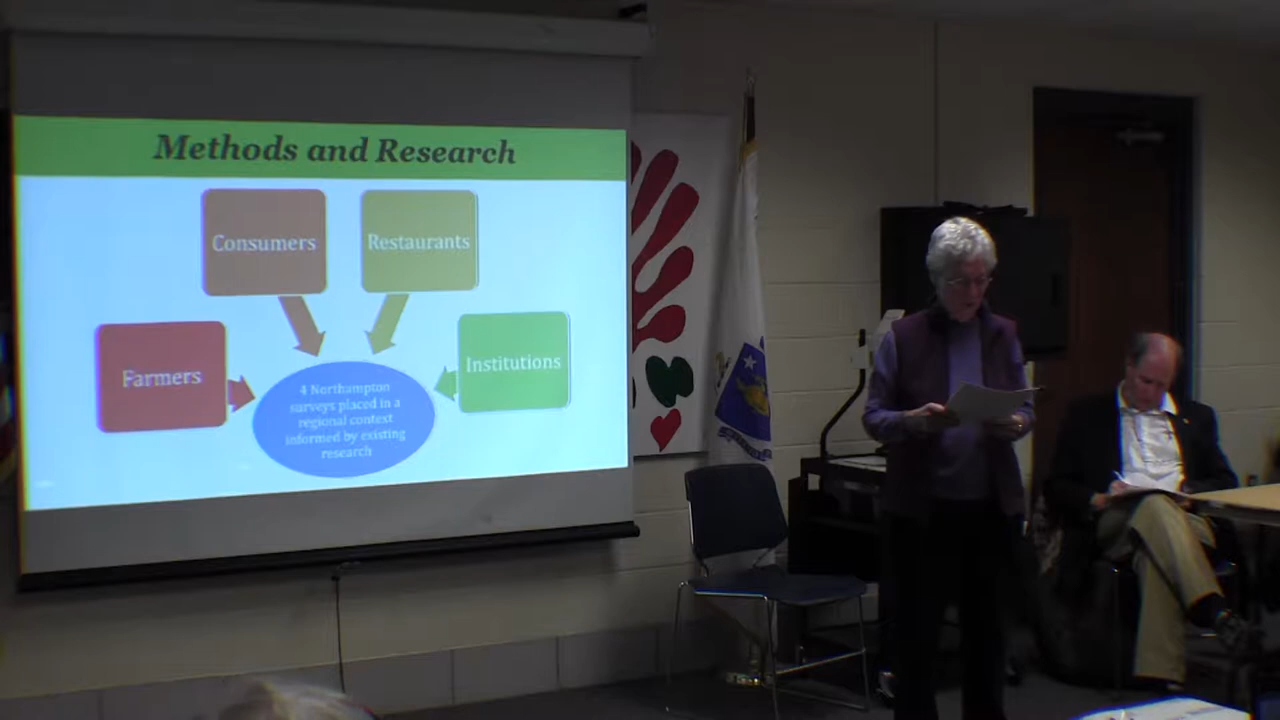 Methods and Research
Consumers
Restaurants
Farmers
Institutions
4 Northampton
surveys placed in a
regional context
informed by existing
research